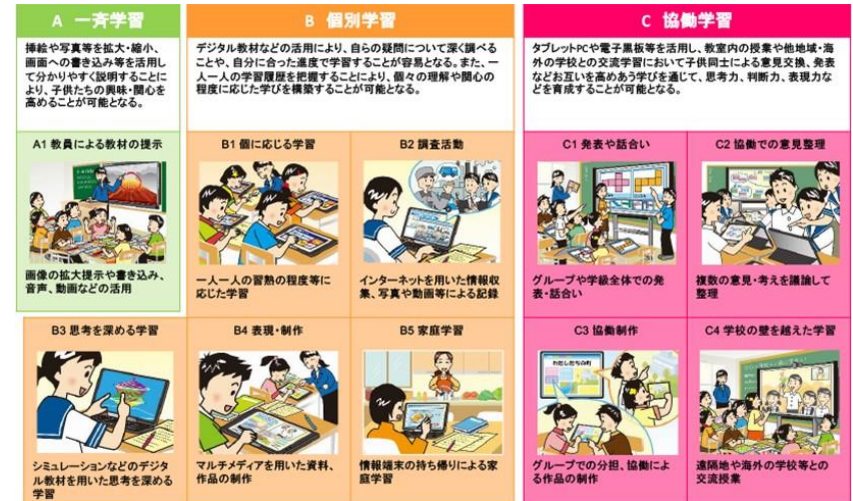 A 一斉学習
挿絵や写真等を拡大・縮小、
画面への書き込み等を活用し
て分かりやすく説明することに
より、子供たちの興味・関心を
高めることが可能となる。
B 個別学習
デジタル教材などの活用により、自らの疑問について深く調べる
ことや、自分に合った進度で学習することが容易となる。また、一
人一人の学習履歴を把握することにより、個々の理解や関心の
程度に応じた学びを構築することが可能となる。
C 協働学習
タブレットPCや電子黒板等を活用し、教室内の授業や他地域・海
外の学校との交流学習において子供同士による意見交換、発表
などお互いを高めあう学びを通じて、思考力、判断力、表現力な
どを育成することが可能となる。
A1 教員による教材の提示
画像の拡大提示や書き込み、
音声、動画などの活用
B1 個に応じる学習
一人一人の習熟の程度等に
応じた学習
B2 調査活動
インターネットを用いた情報収
集、写真や動画等による記録
C1 発表や話合い
グループや学級全体での発
表・話合い
C2 協働での意見整理
複数の意見・考えを議論して
整理
B3 思考を深める学習
シミュレーションなどのデジタ
ル教材を用いた思考を深める
学習
B4 表現・制作
マルチメディアを用いた資料、
作品の制作
B5 家庭学習
情報端末の持ち帰りによる家
庭学習
C3 協働制作
わたしたちの町
グループでの分担、協働によ
る作品の制作
C4 学校の壁を越えた学習
遠隔地や海外の学校等との
交流授業